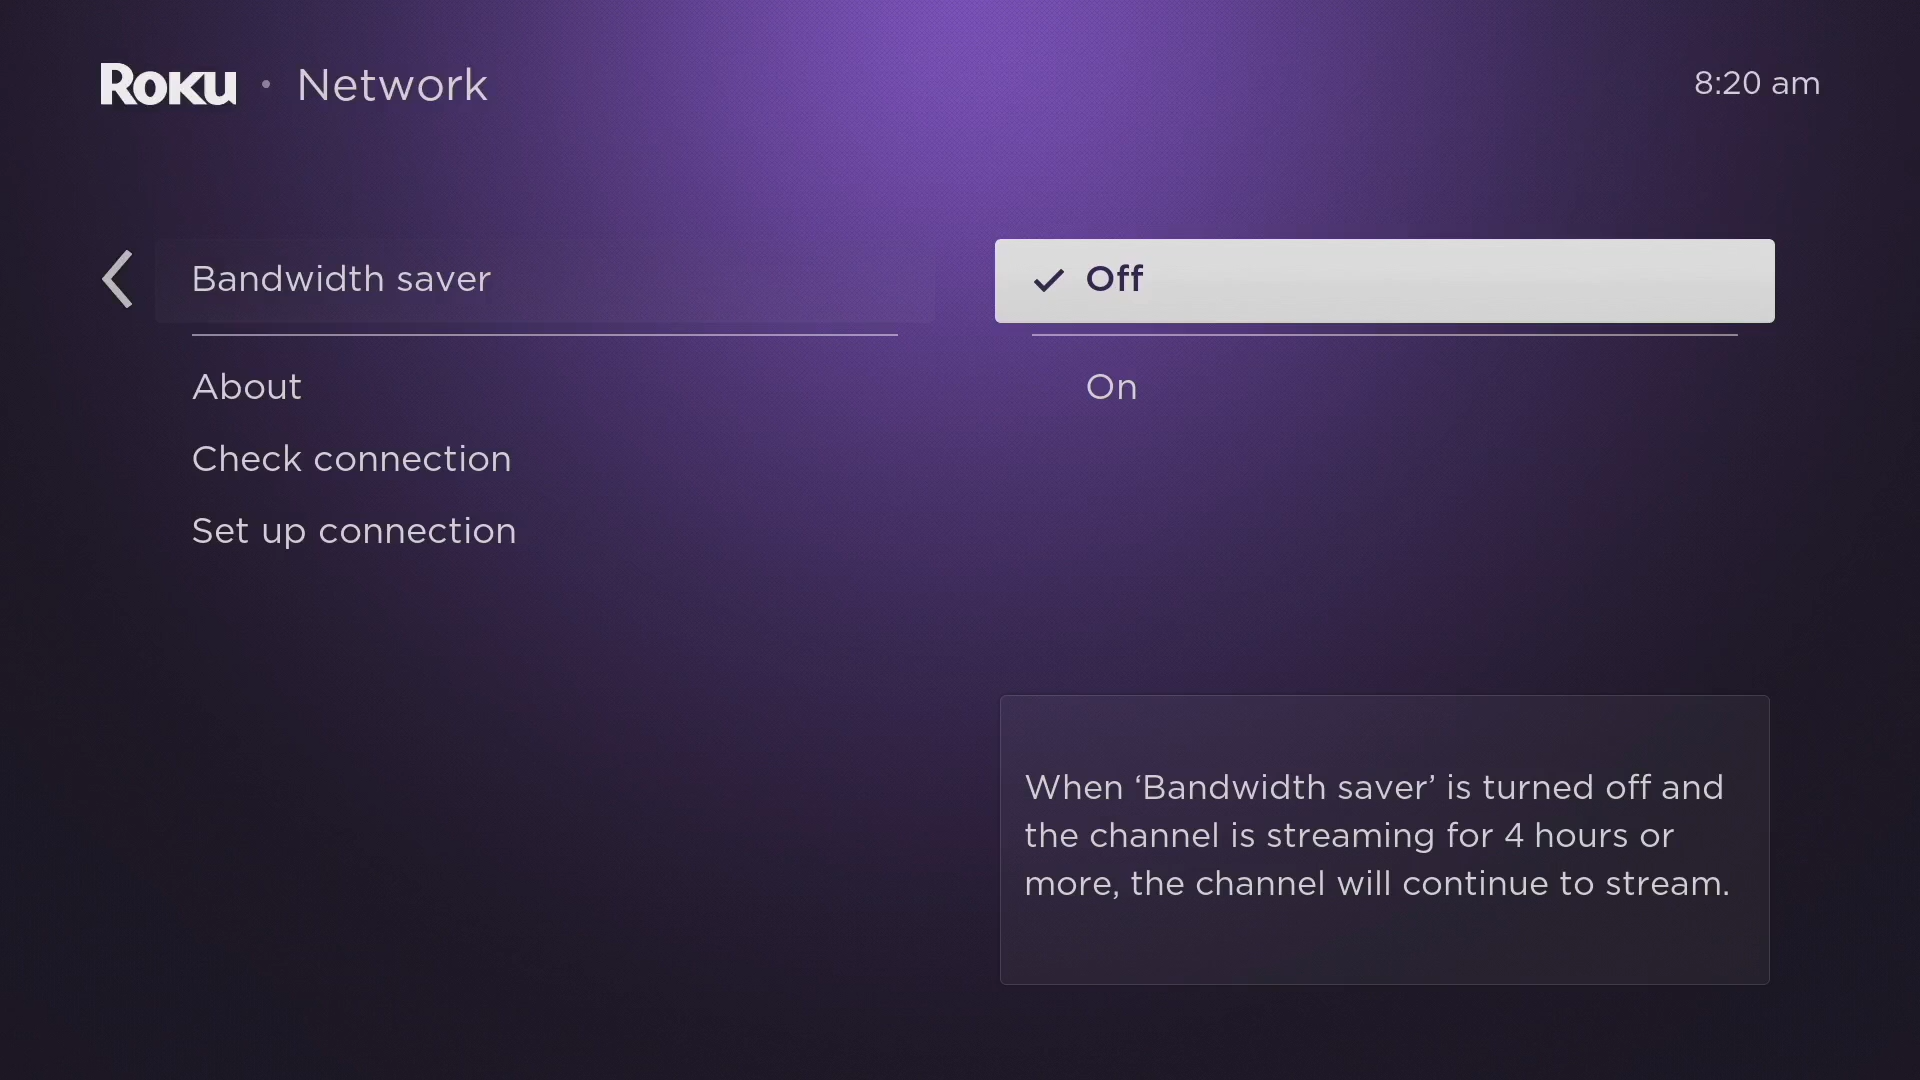 Roku • Network
8:20 am
Bandwidth saver
About
Check connection
Set up connection
Off
On
When ‘Bandwidth saver’ is turned off and
the channel is streaming for 4 hours or
more, the channel will continue to stream.